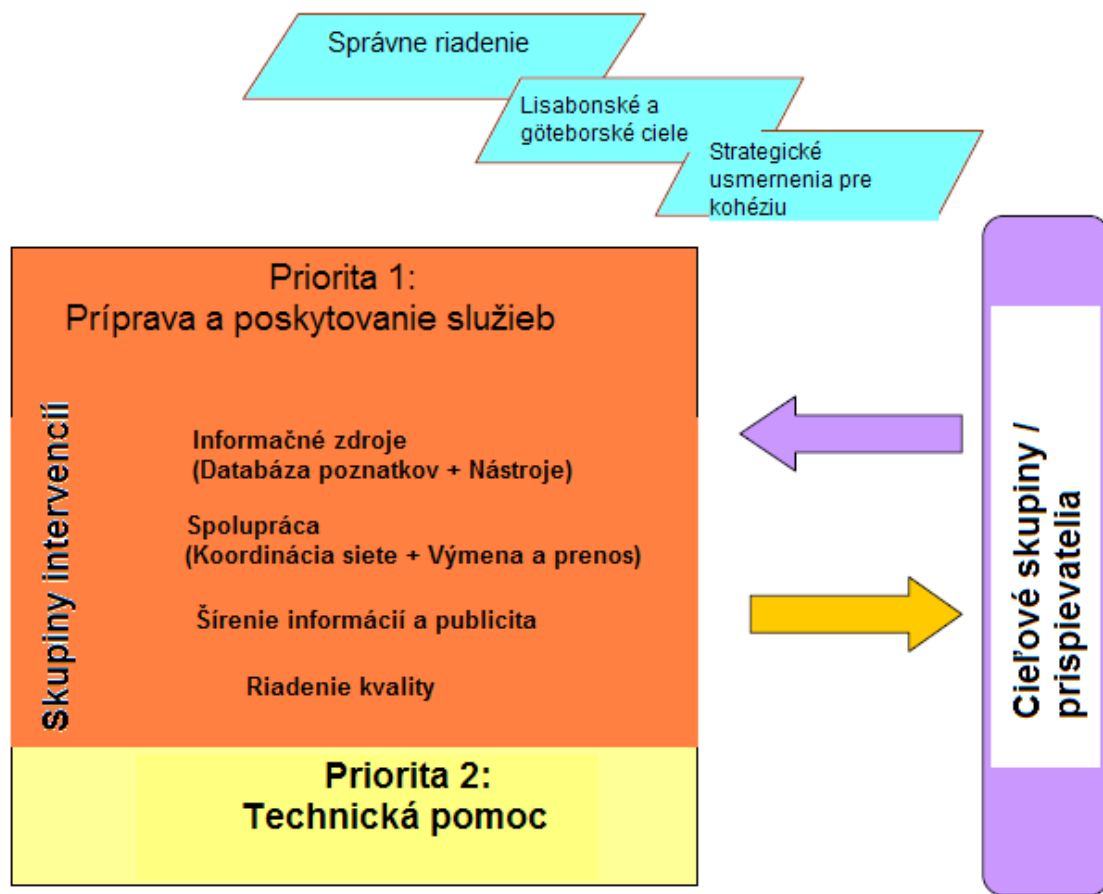 Správne riadenie
Lisabonské a
göteborské ciele
Strategické
usmernenia pre
kohéziu
Priorita 1:
Príprava a poskytovanie služieb
Skupiny intervencií
Informačné zdroje
(Databáza poznatkov + Nástroje)
Spolupráca
(Koordinácia siete + Výmena a prenos)
Šírenie informácií a publicita
Riadenie kvality
Priorita 2:
Technická pomoc
Cieľové skupiny /
prispievatelia